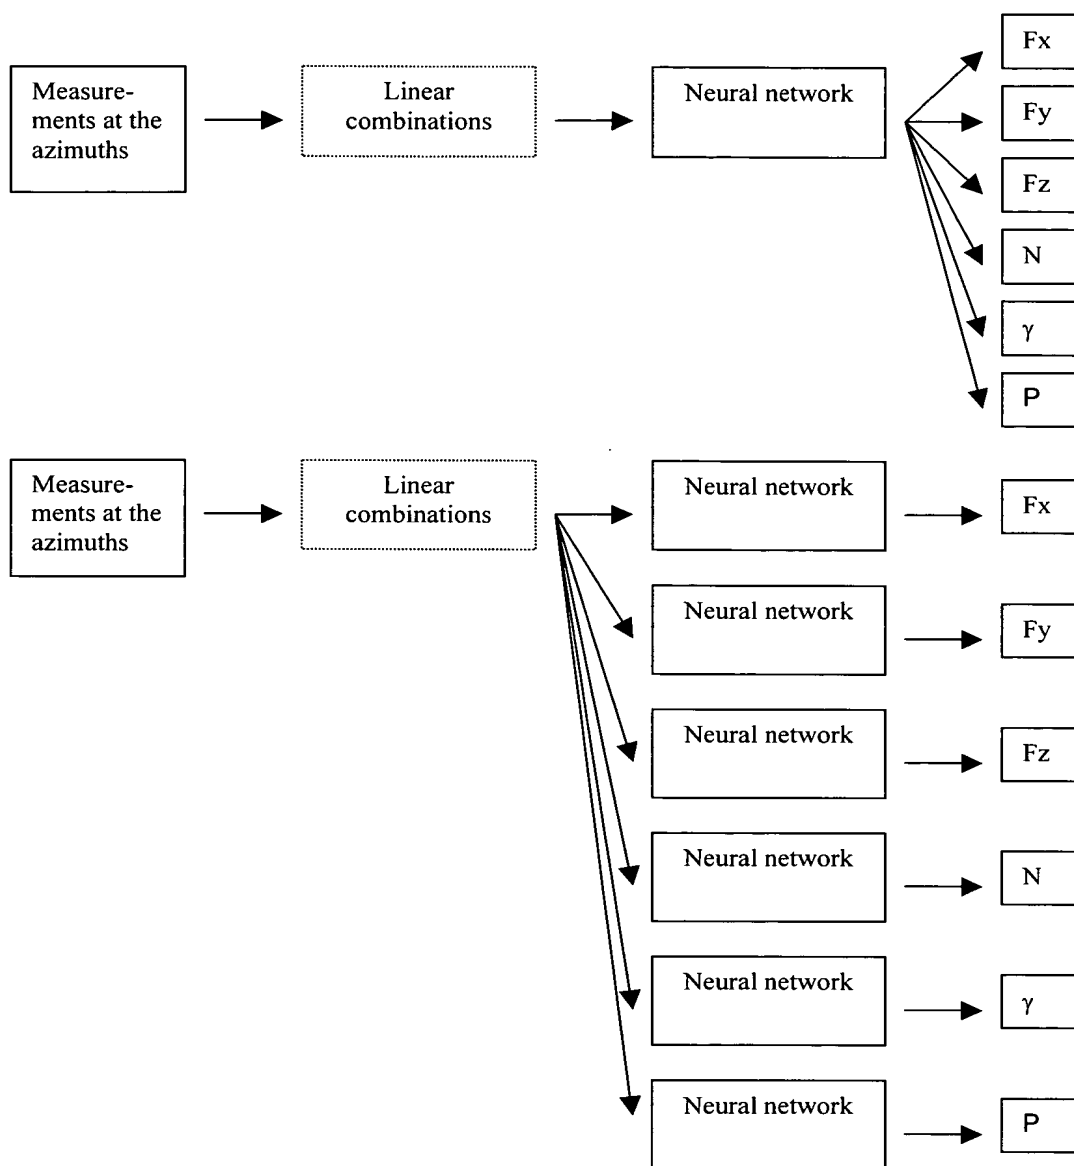 Measure-
ments at the
azimuths
Linear
combinations
Neural network
Fx
Fy
Fz
N
γ
P
Measure-
ments at the
azimuths
Linear
combinations
Neural network
Fx
Neural network
Fy
Neural network
Fz
Neural network
N
Neural network
γ
Neural network
P